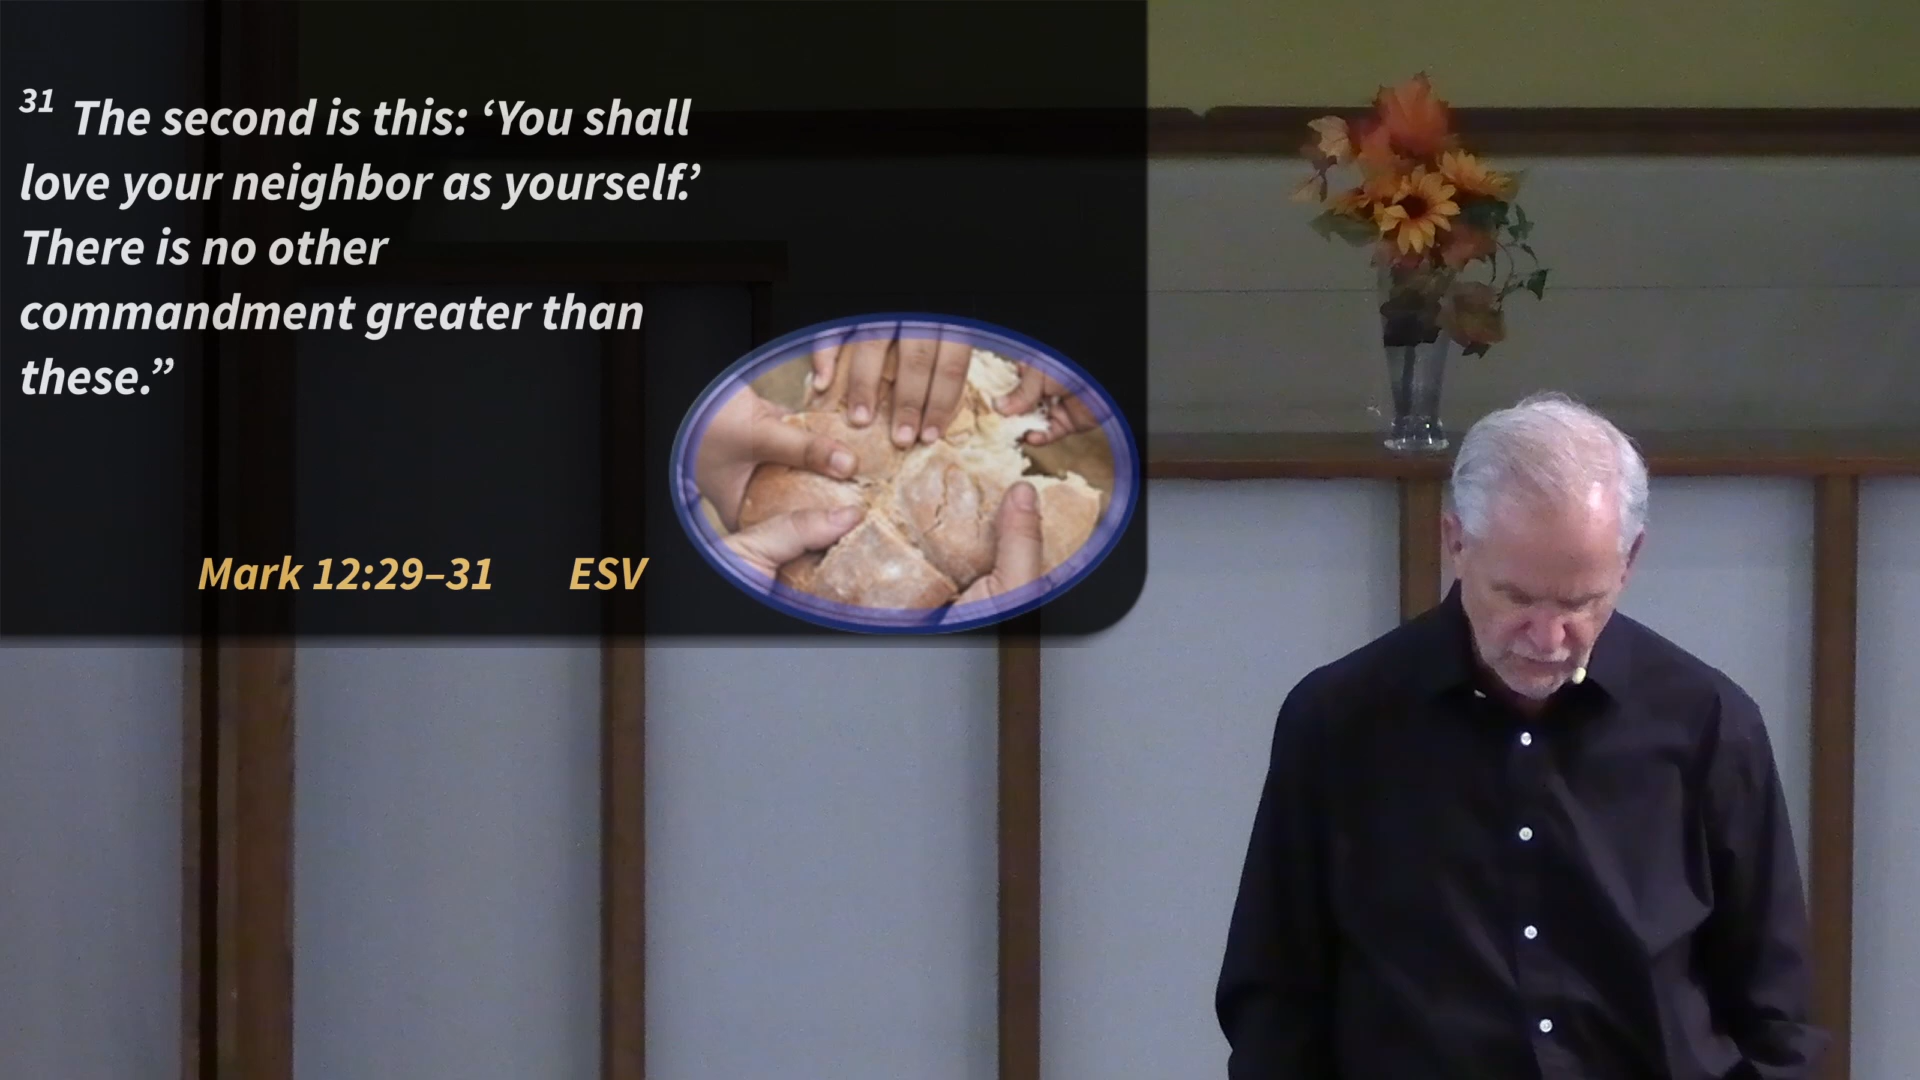 31 The second is this: ‘You shall
love your neighbor as yourself.’
There is no other
commandment greater than
these.”
Mark 12:29–31 ESV